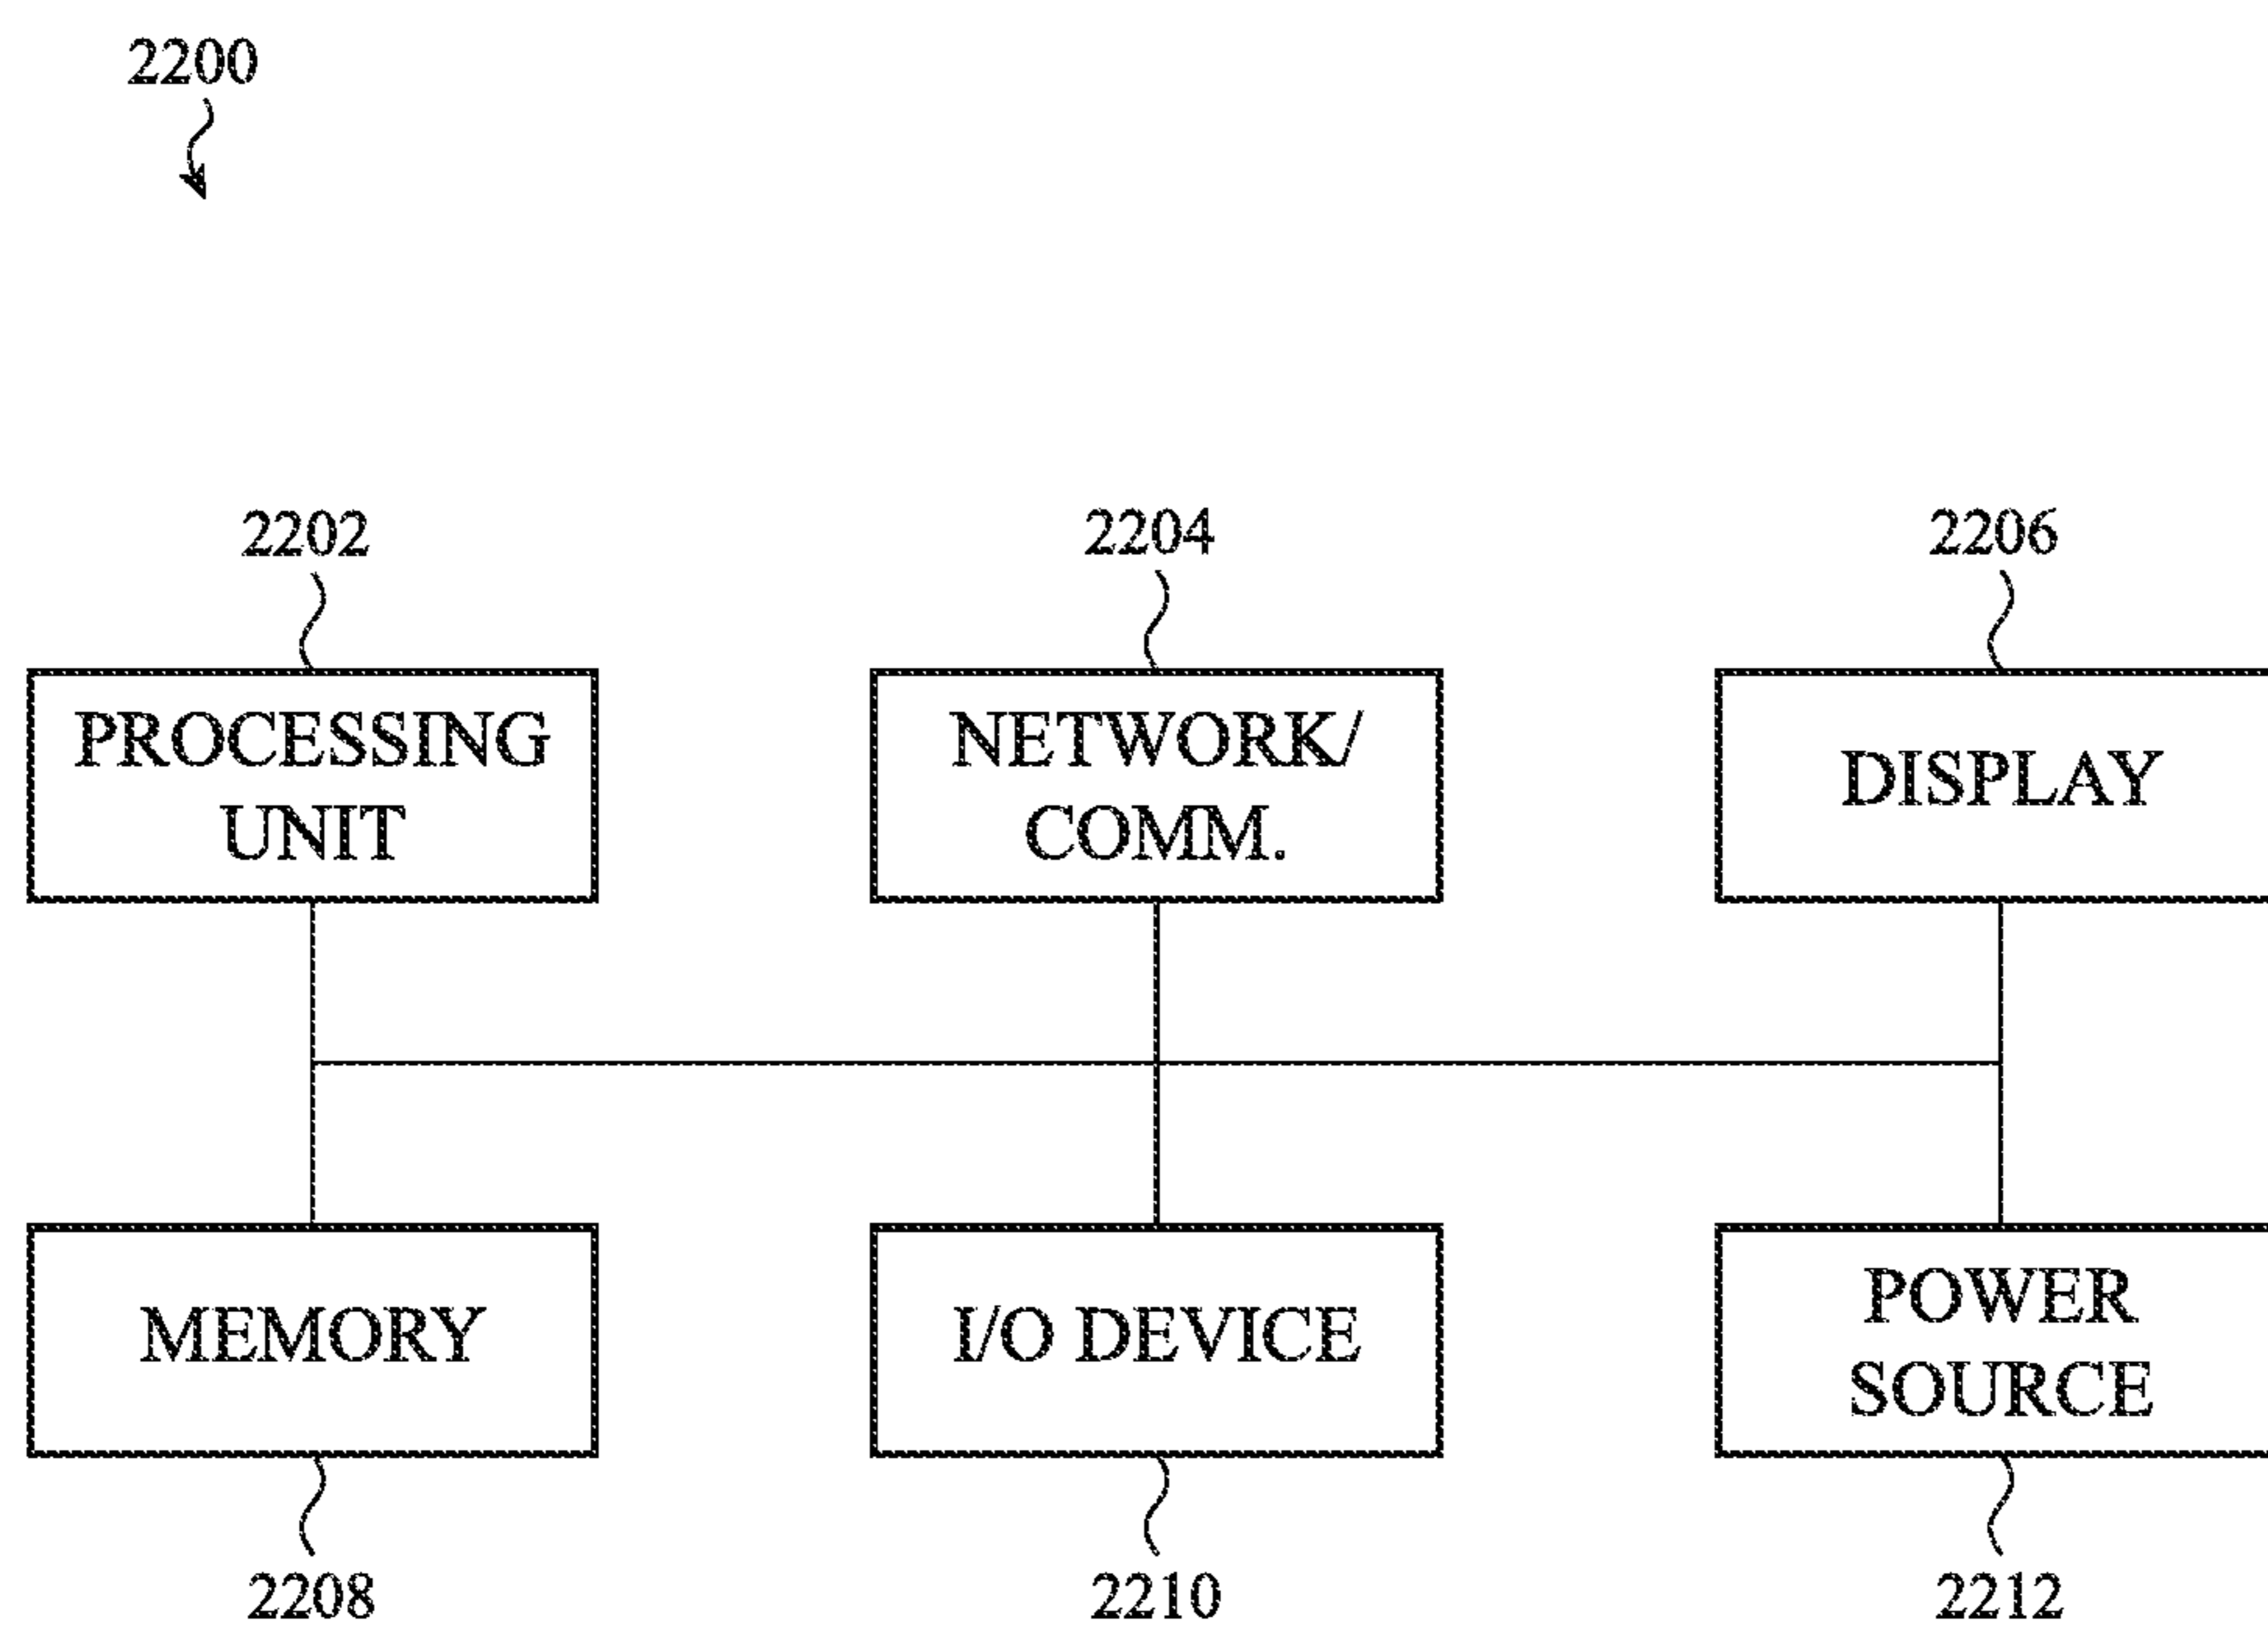 2200
2202
2204
2206
PROCESSING
UNIT
NETWORK/
COMM.
DISPLAY
MEMORY
I/O DEVICE
POWER
SOURCE
2208
2210
2212